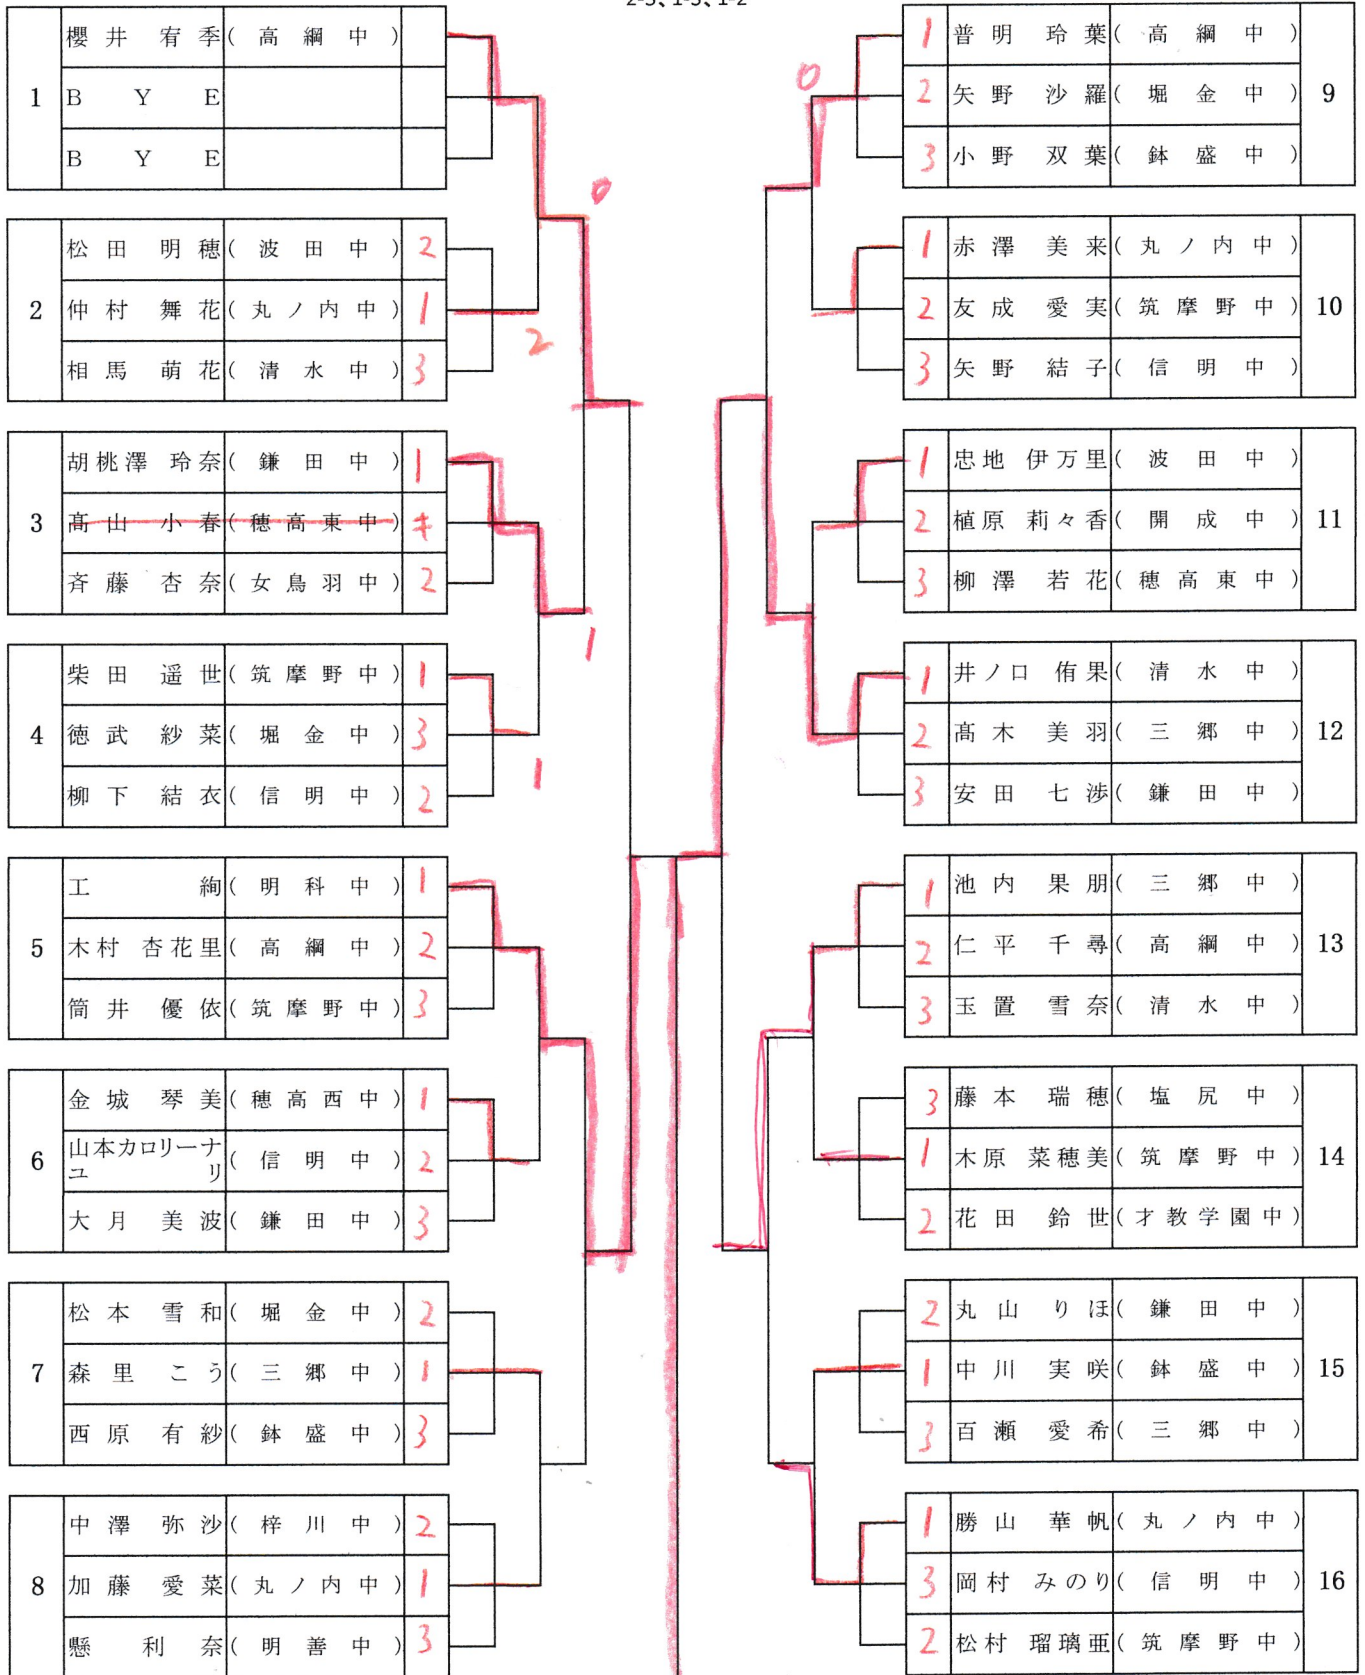 2-3、1-3、1-2
1
櫻井 宥季 (高綱中)
BYE
BYE
2
松田 明穂 (波田中) 2
仲村 舞花 (丸ノ内中) 1
相馬 萌花 (清水中) 3
3
胡桃澤 玲奈 (鎌田中) 1
髙山 小春 (穂高東中) キ
斉藤 杏奈 (女鳥羽中) 2
4
柴田 遥世 (筑摩野中) 1
徳武 紗菜 (堀金中) 3
柳下 結衣 (信明中) 2
5
工 絢 (明科中) 1
木村 杏花里 (高綱中) 2
筒井 優依 (筑摩野中) 3
6
金城 琴美 (穂高西中) 1
山本カロリーナ
ユリ (信明中) 2
大月 美波 (鎌田中) 3
7
松本 雪和 (堀金中) 2
森里 こう (三郷中) 1
西原 有紗 (鉢盛中) 3
8
中澤 弥沙 (梓川中) 2
加藤 愛菜 (丸ノ内中) 1
懸 利奈 (明善中) 3
0
2
1
1
0
9
1 普明 玲葉 (高綱中)
2 矢野 沙羅 (堀金中)
3 小野 双葉 (鉢盛中)
10
1 赤澤 美来 (丸ノ内中)
2 友成 愛実 (筑摩野中)
3 矢野 結子 (信明中)
11
1 忠地 伊万里 (波田中)
2 植原 莉々香 (開成中)
3 柳澤 若花 (穂高東中)
12
1 井ノ口 侑果 (清水中)
2 髙木 美羽 (三郷中)
3 安田 七渉 (鎌田中)
13
1 池内 果朋 (三郷中)
2 仁平 千尋 (高綱中)
3 玉置 雪奈 (清水中)
14
3 藤本 瑞穂 (塩尻中)
1 木原 菜穂美 (筑摩野中)
2 花田 鈴世 (才教学園中)
15
2 丸山 りほ (鎌田中)
1 中川 実咲 (鉢盛中)
3 百瀬 愛希 (三郷中)
16
1 勝山 華帆 (丸ノ内中)
3 岡村 みのり (信明中)
2 松村 瑠璃亜 (筑摩野中)